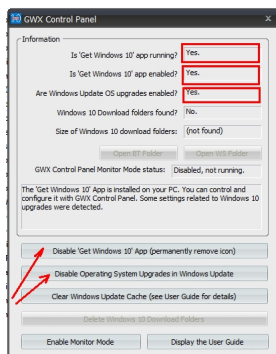 GWX Control Panel
x
Information
Is 'Get Windows 10' app running? Yes.
Is 'Get Windows 10' app enabled? Yes.
Are Windows Update OS upgrades enabled? Yes.
Windows 10 Download folders found? No.
Size of Windows 10 download folders: (not found)
Open BT Folder Open WS Folder
GWX Control Panel Monitor Mode status: Disabled, not running.
The 'Get Windows 10' App is installed on your PC. You can control and
configure it with GWX Control Panel. Some settings related to Windows 10
upgrades were detected.
Disable 'Get Windows 10' App (permanently remove icon)
Disable Operating System Upgrades in Windows Update
Clear Windows Update Cache (see User Guide for details)
Delete Windows 10 Download Folders
Enable Monitor Mode Display the User Guide